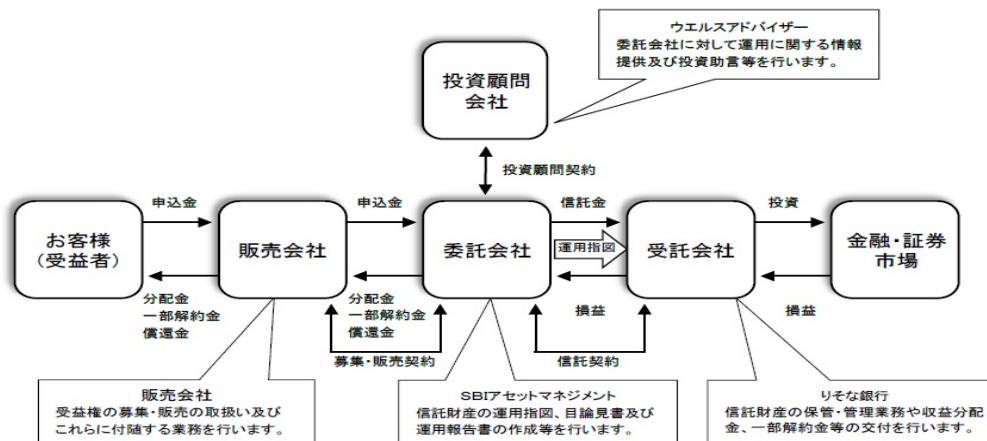 ウエルスアドバイザー
委託会社に対して運用に関する情報
提供及び投資助言等を行います。
投資顧問
会社
投資顧問契約
申込金
申込金
信託金
投資
お客様
(受益者)
販売会社
委託会社
運用指図
受託会社
金融・証券
市場
分配金
一部解約金
償還金
分配金
一部解約金
償還金
損益
損益
募集・販売契約
信託契約
販売会社
受益権の募集・販売の取扱い及び
これらに付随する業務を行います。
SBIアセットマネジメント
信託財産の運用指図、目論見書及び
運用報告書の作成等を行います。
りそな銀行
信託財産の保管・管理業務や収益分配
金、一部解約金等の交付を行います。